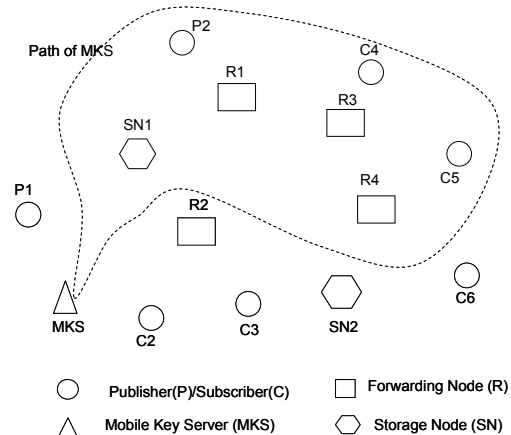 P2
Path of MKS
C4
R1
R3
SN1
C5
R4
P1
R2
C6
MKS
C2
C3
SN2
Publisher(P)/Subscriber(C)
Forwarding Node (R)
Mobile Key Server (MKS)
Storage Node (SN)